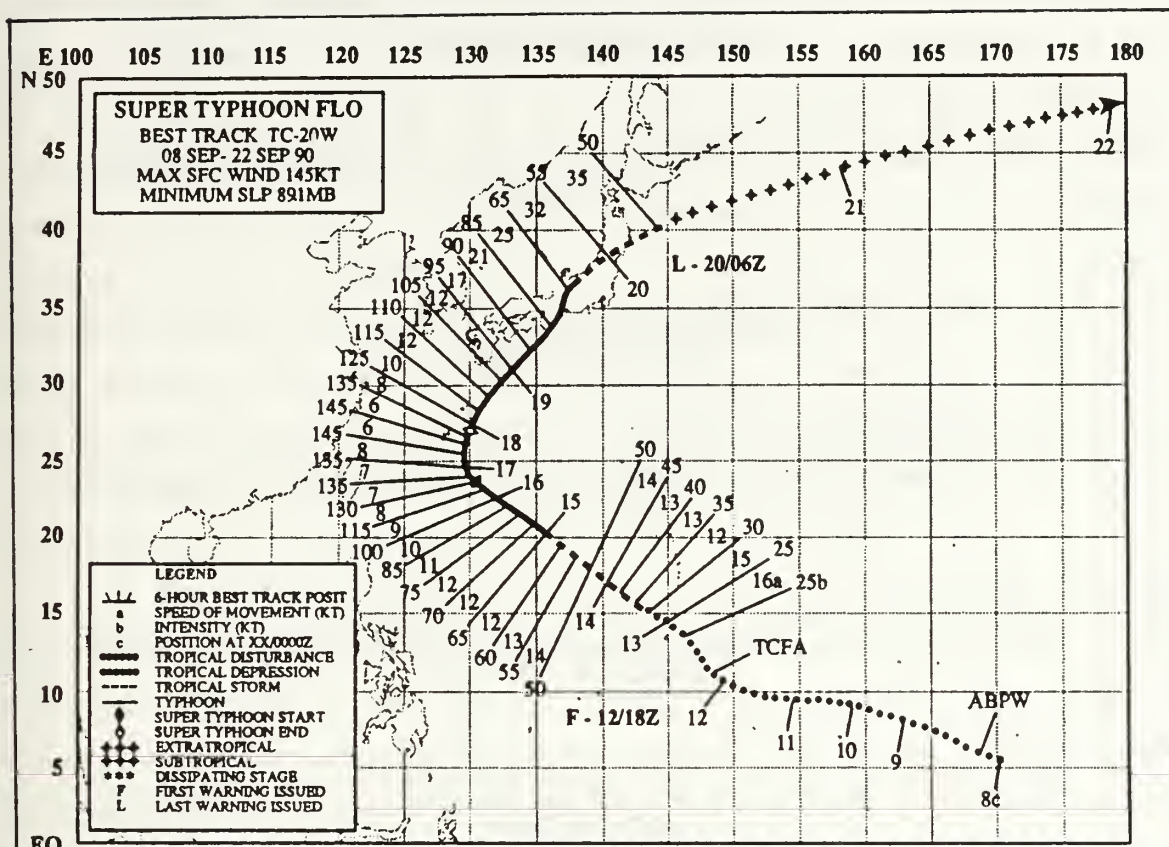 E 100 105 110 115 120 125 130 135 140 145 150 155 160 165 170 175 180
N 50
SUPER TYPHOON FLO
BEST TRACK TC-20W
08 SEP- 22 SEP 90
MAX SFC WIND 145KT
MINIMUM SLP 891MB
45
40
35
30
25
20
15
10
5
EQ
50
35
55
32
65
25
85
21
90
17
95
12
105
12
110
12
115
10
125
8
135
6
145
6
145
8
135
7
135
7
130
8
115
9
100
10
85
11
75
12
70
12
65
12
60
13
55
14
50
22
21
L - 20/06Z
20
19
18
17
16
15
50
14
45
13
40
13
35
12
30
15
25
16a
25b
14
13
TCFA
F - 12/18Z
12
11
10
9
ABPW
8c
LEGEND
6-HOUR BEST TRACK POSIT
a SPEED OF MOVEMENT (KT)
b INTENSITY (KT)
c POSITION AT XX/0000Z
TROPICAL DISTURBANCE
TROPICAL DEPRESSION
TROPICAL STORM
TYPHOON
SUPER TYPHOON START
SUPER TYPHOON END
EXTRATROPICAL
SUBTROPICAL
DISSIPATING STAGE
F FIRST WARNING ISSUED
L LAST WARNING ISSUED